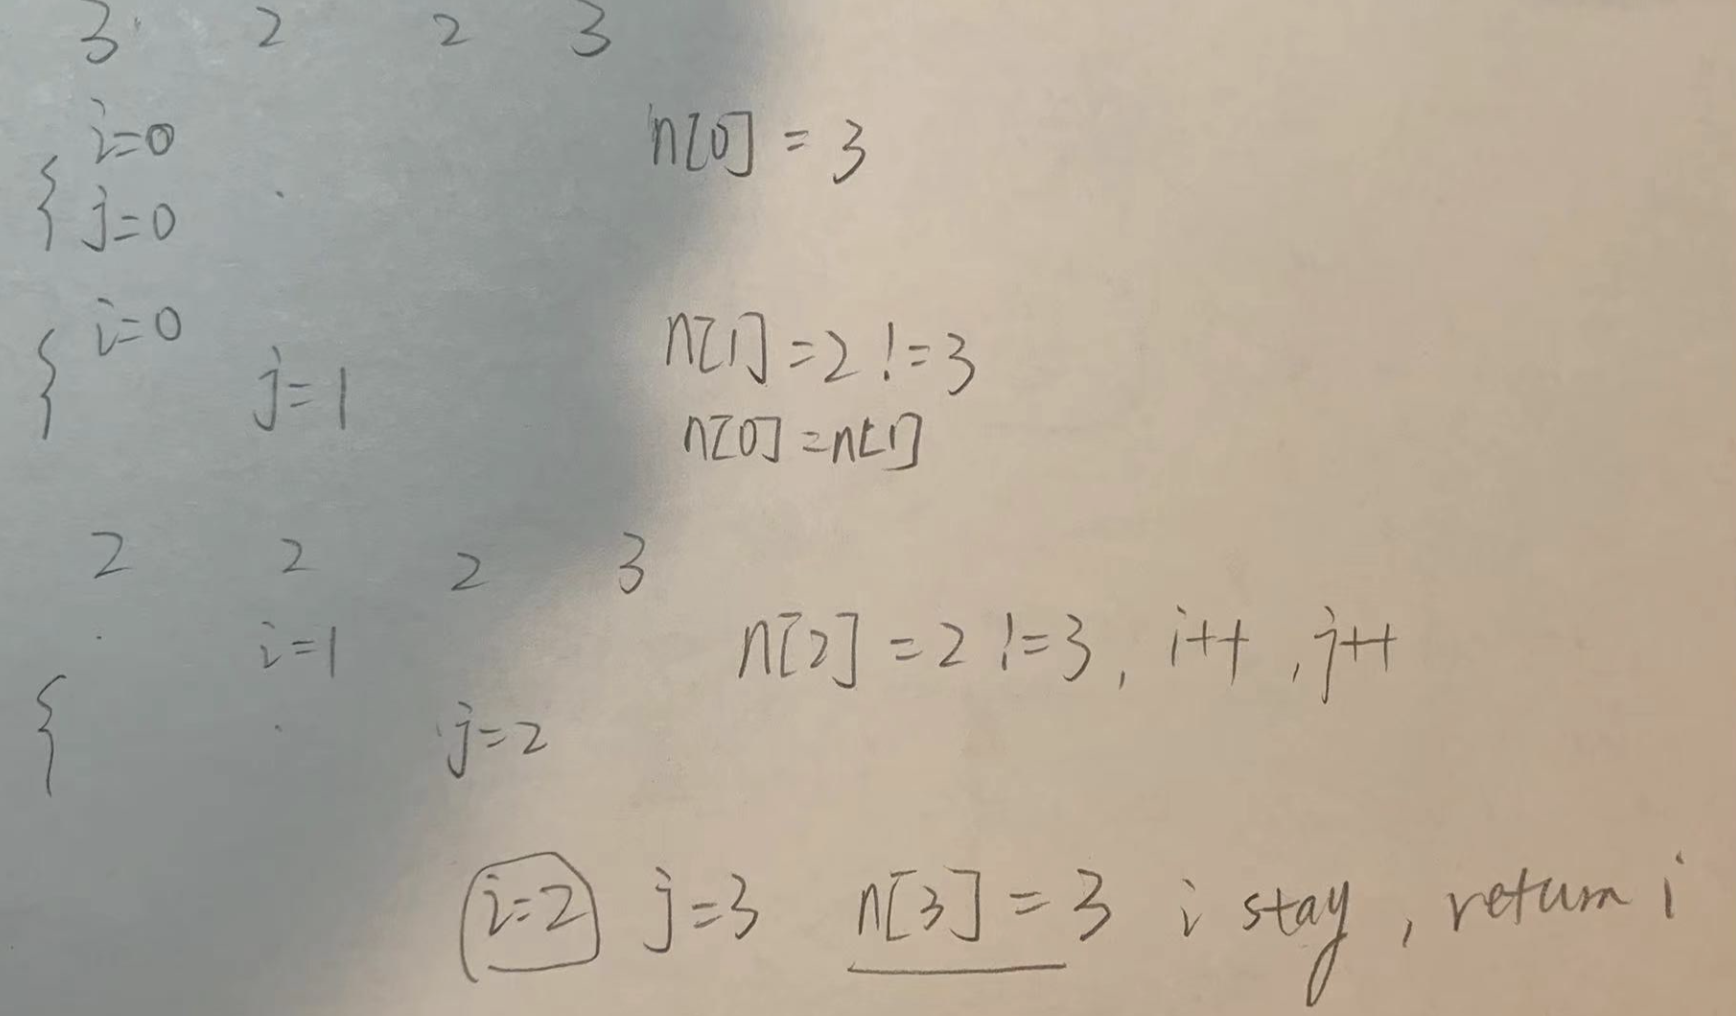 3 2 2 3
i=0
n[0] = 3
{ j=0
i=0
n[1] = 2 != 3
{ j=1
n[0] = n[1]
2 2 2 3
i=1
n[2] = 2 != 3, i++, j++
{ j=2
i=2 j=3 n[3] = 3 i stay, return i